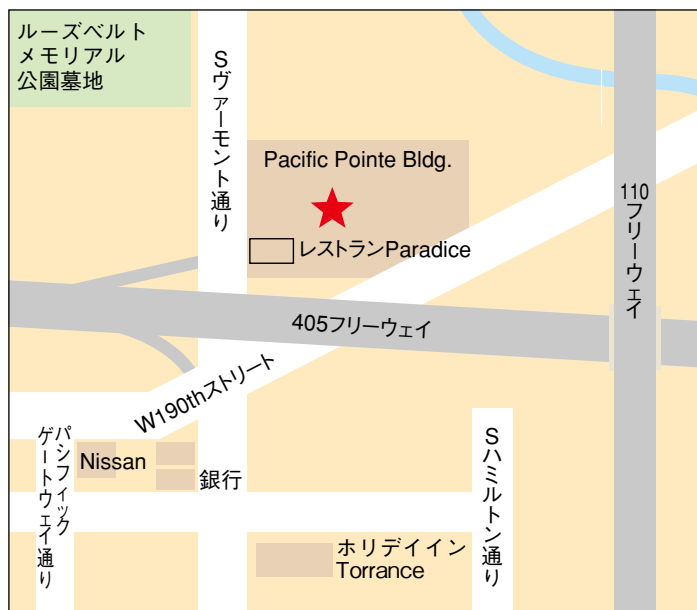 ルーズベルト
メモリアル
公園墓地
Sヴァーモント通り
Pacific Pointe Bldg.
レストランParadice
110フリーウェイ
405フリーウェイ
W190thストリート
パシフィック
ゲートウェイ通り
Nissan
銀行
Sハミルトン通り
ホリデイイン
Torrance